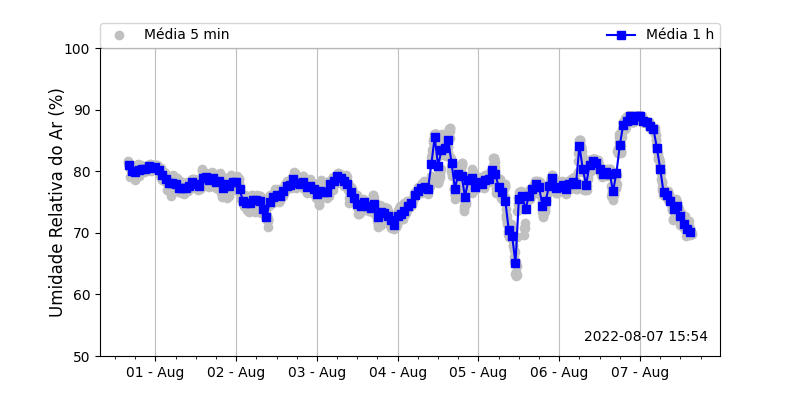 Média 5 min
Média 1 h
Umidade Relativa do Ar (%)
100
90
80
70
60
50
2022-08-07 15:54
01 - Aug
02 - Aug
03 - Aug
04 - Aug
05 - Aug
06 - Aug
07 - Aug